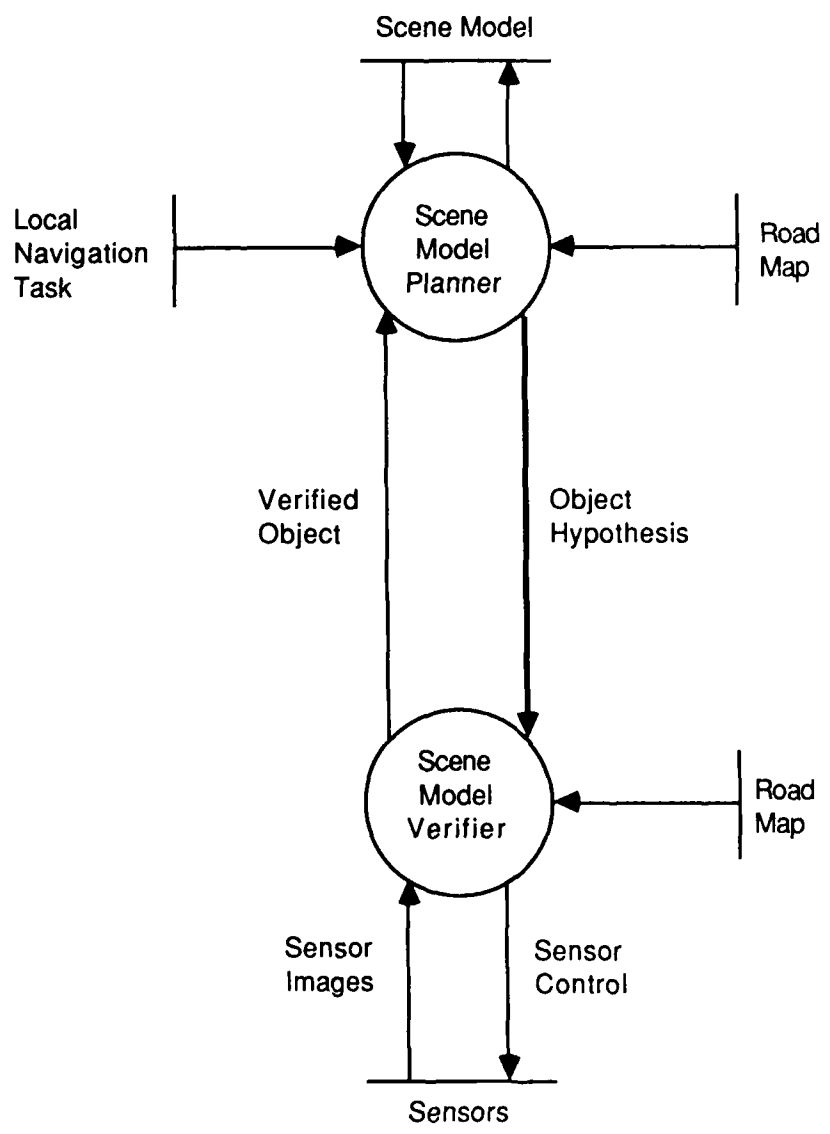 Scene Model
Scene
Model
Planner
Local
Navigation
Task
Road
Map
Verified
Object
Object
Hypothesis
Scene
Model
Verifier
Road
Map
Sensor
Images
Sensor
Control
Sensors